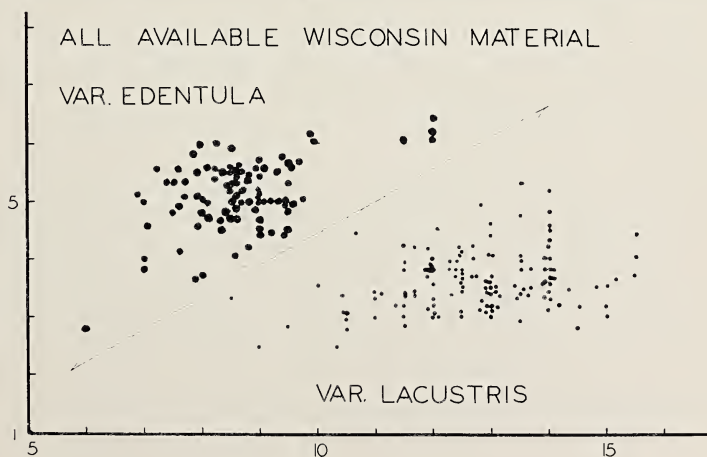 ALL AVAILABLE WISCONSIN MATERIAL
VAR. EDENTULA
5
VAR. LACUSTRIS
1
5 10 15